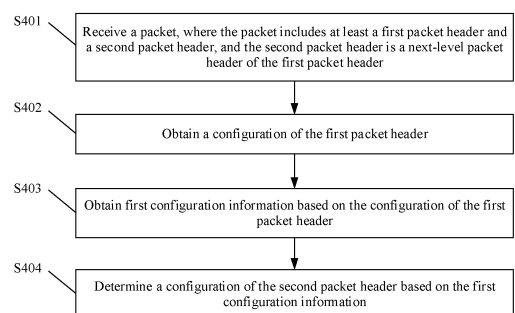 S401
Receive a packet, where the packet includes at least a first packet header and
a second packet header, and the second packet header is a next-level packet
header of the first packet header
S402
Obtain a configuration of the first packet header
S403
Obtain first configuration information based on the configuration of the first
packet header
S404
Determine a configuration of the second packet header based on the first
configuration information